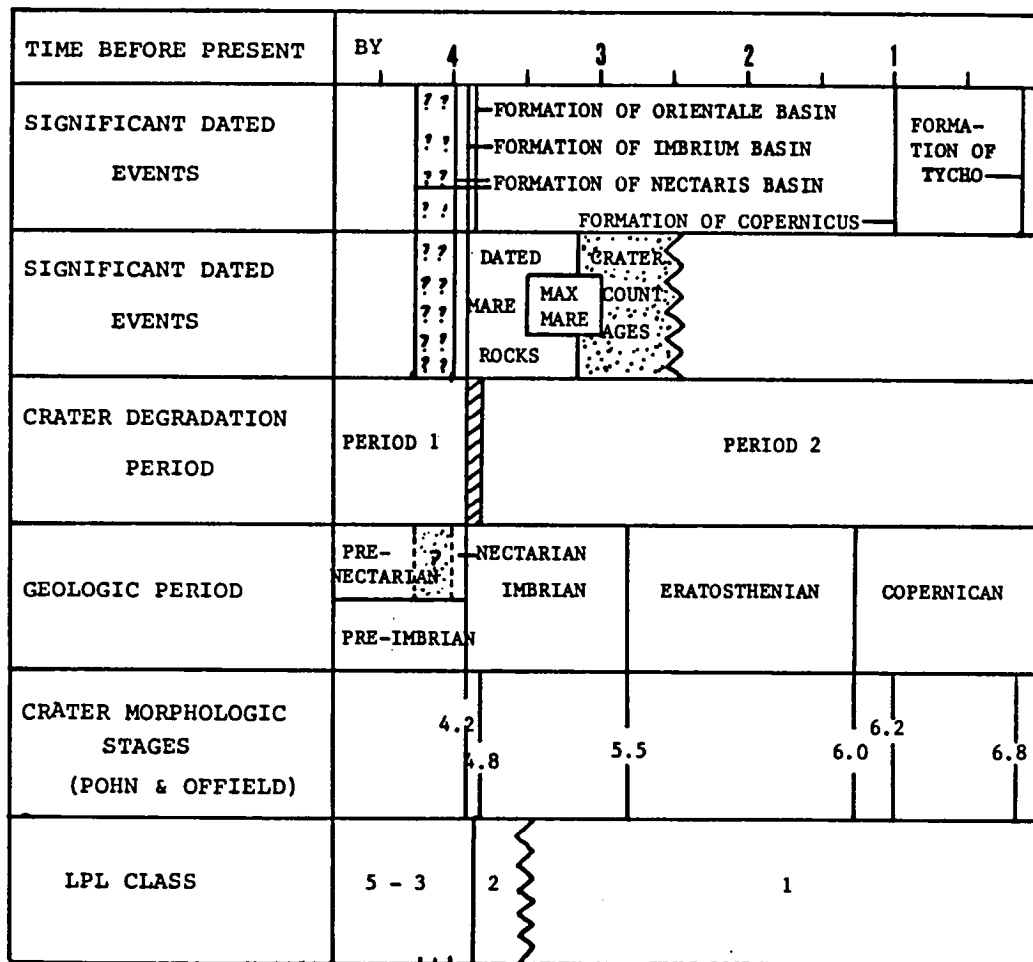 TIME BEFORE PRESENT
BY
4
3
2
1
SIGNIFICANT DATED
EVENTS
? ?
? ?
? ?
? ?
FORMATION OF ORIENTALE BASIN
FORMATION OF IMBRIUM BASIN
FORMATION OF NECTARIS BASIN
FORMATION OF COPERNICUS
FORMA-
TION OF
TYCHO
SIGNIFICANT DATED
EVENTS
? ?
? ?
? ?
? ?
? ?
DATED
MARE
ROCKS
MAX
MARE
CRATER
COUNT
AGES
CRATER DEGRADATION
PERIOD
PERIOD 1
PERIOD 2
GEOLOGIC PERIOD
PRE-
NECTARIAN
?
NECTARIAN
IMBRIAN
ERATOSTHENIAN
COPERNICAN
PRE-IMBRIAN
CRATER MORPHOLOGIC
STAGES
(POHN & OFFIELD)
4.2
4.8
5.5
6.0
6.2
6.8
LPL CLASS
5 - 3
2
1